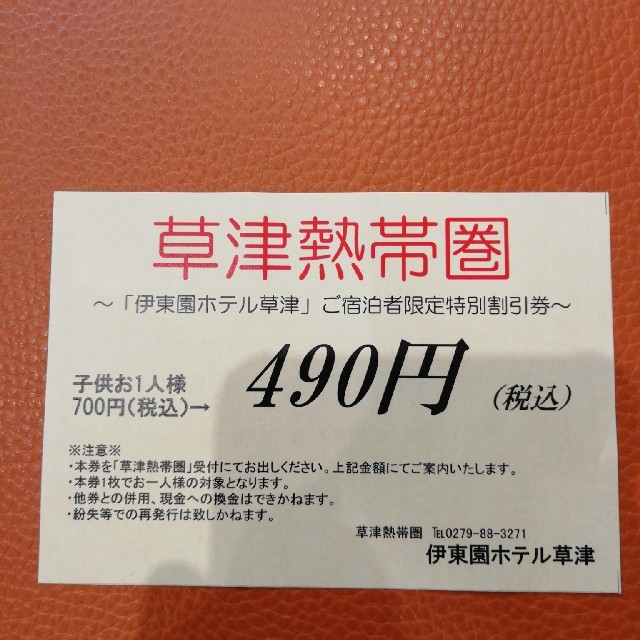 草津熱帯圏
～「伊東園ホテル草津」ご宿泊者限定特別割引券～
子供お1人様
700円(税込)→ 490円 (税込)
※注意※
・本券を「草津熱帯圏」受付にてお出しください。上記金額にてご案内いたします。
・本券1枚でお一人様の対象となります。
・他券との併用、現金への換金はできかねます。
・紛失等での再発行は致しかねます。
草津熱帯圏 ℡0279-88-3271
伊東園ホテル草津